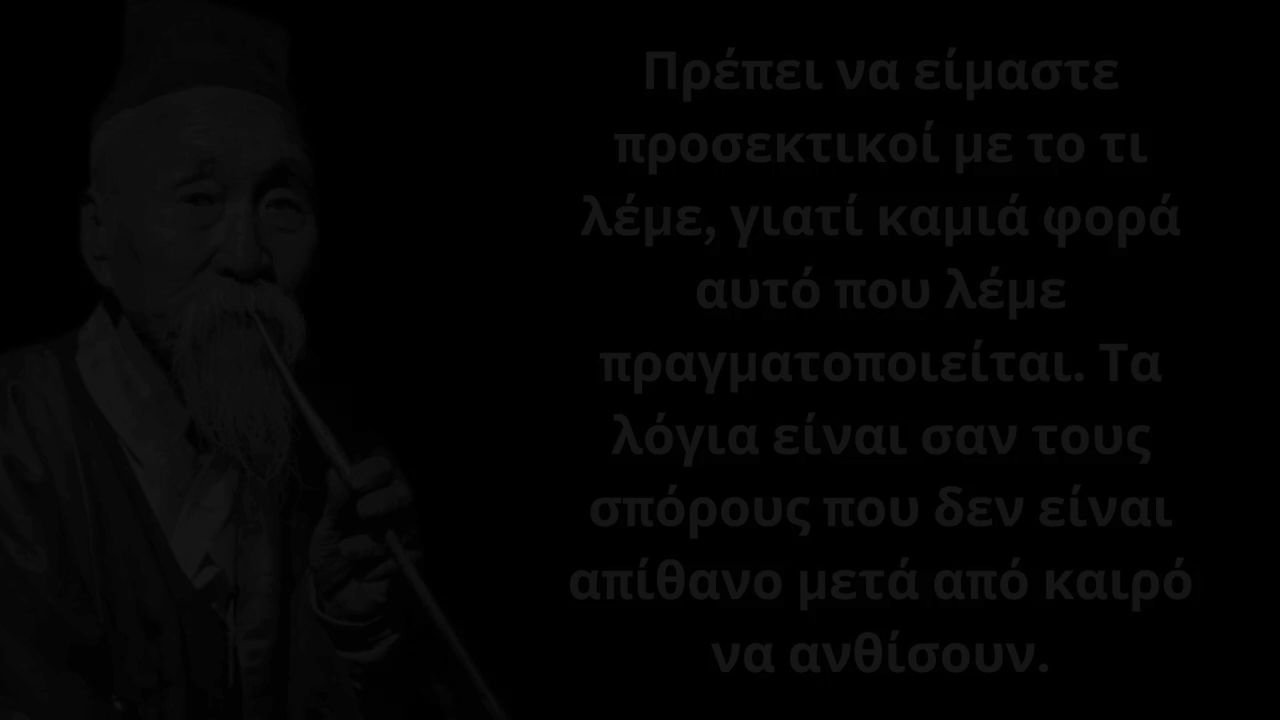 Πρέπει να είμαστε
προσεκτικοί με το τι
λέμε, γιατί καμιά φορά
αυτό που λέμε
πραγματοποιείται. Τα
λόγια είναι σαν τους
σπόρους που δεν είναι
απίθανο μετά από καιρό
να ανθίσουν.